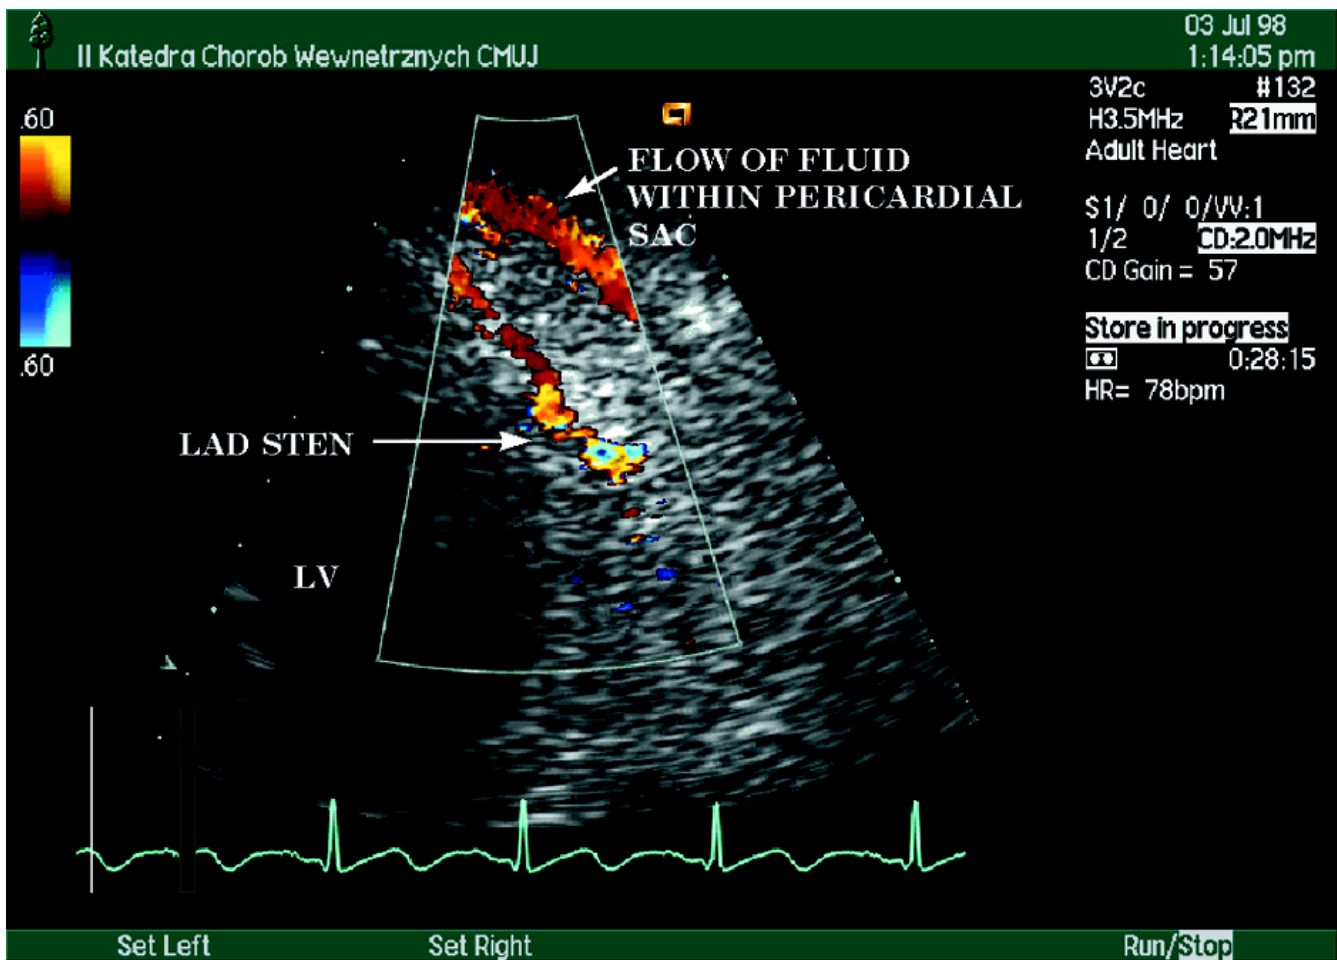 03 Jul 98
II Katedra Chorob Wewnetrznych CMUJ
1:14:05 pm
3V2c #132
H3.5MHz R21mm
Adult Heart
S1/ 0/ 0/VV:1
1/2 CD:2.0MHz
CD Gain = 57
Store in progress
0:28:15
HR= 78bpm
.60
.60
FLOW OF FLUID
WITHIN PERICARDIAL
SAC
LAD STEN
LV
Set Left Set Right Run/Stop